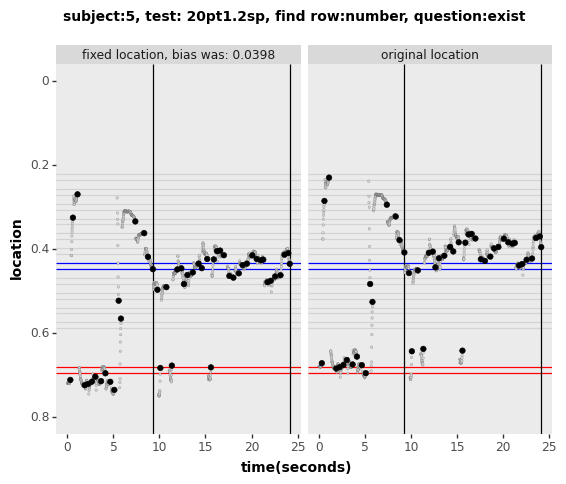 subject:5, test: 20pt1.2sp, find row:number, question:exist
fixed location, bias was: 0.0398
original location
0
0.2
0.4
0.6
0.8
location
0 5 10 15 20 25
0 5 10 15 20 25
time(seconds)